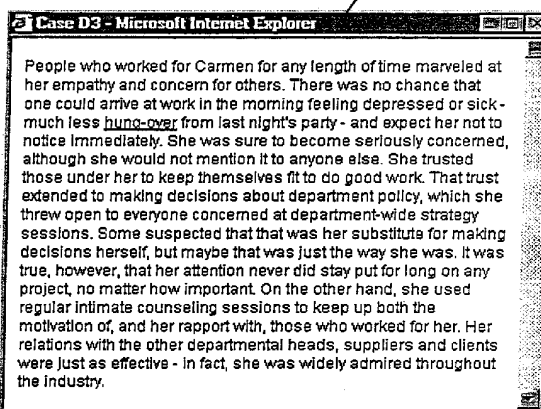 Case D3 - Microsoft Internet Explorer
People who worked for Carmen for any length of time marveled at
her empathy and concern for others. There was no chance that
one could arrive at work in the morning feeling depressed or sick -
much less hung-over from last night's party - and expect her not to
notice immediately. She was sure to become seriously concerned,
although she would not mention it to anyone else. She trusted
those under her to keep themselves fit to do good work. That trust
extended to making decisions about department policy, which she
threw open to everyone concerned at department-wide strategy
sessions. Some suspected that that was her substitute for making
decisions herself, but maybe that was just the way she was. It was
true, however, that her attention never did stay put for long on any
project, no matter how important. On the other hand, she used
regular intimate counseling sessions to keep up both the
motivation of, and her rapport with, those who worked for her. Her
relations with the other departmental heads, suppliers and clients
were just as effective - in fact, she was widely admired throughout
the industry.